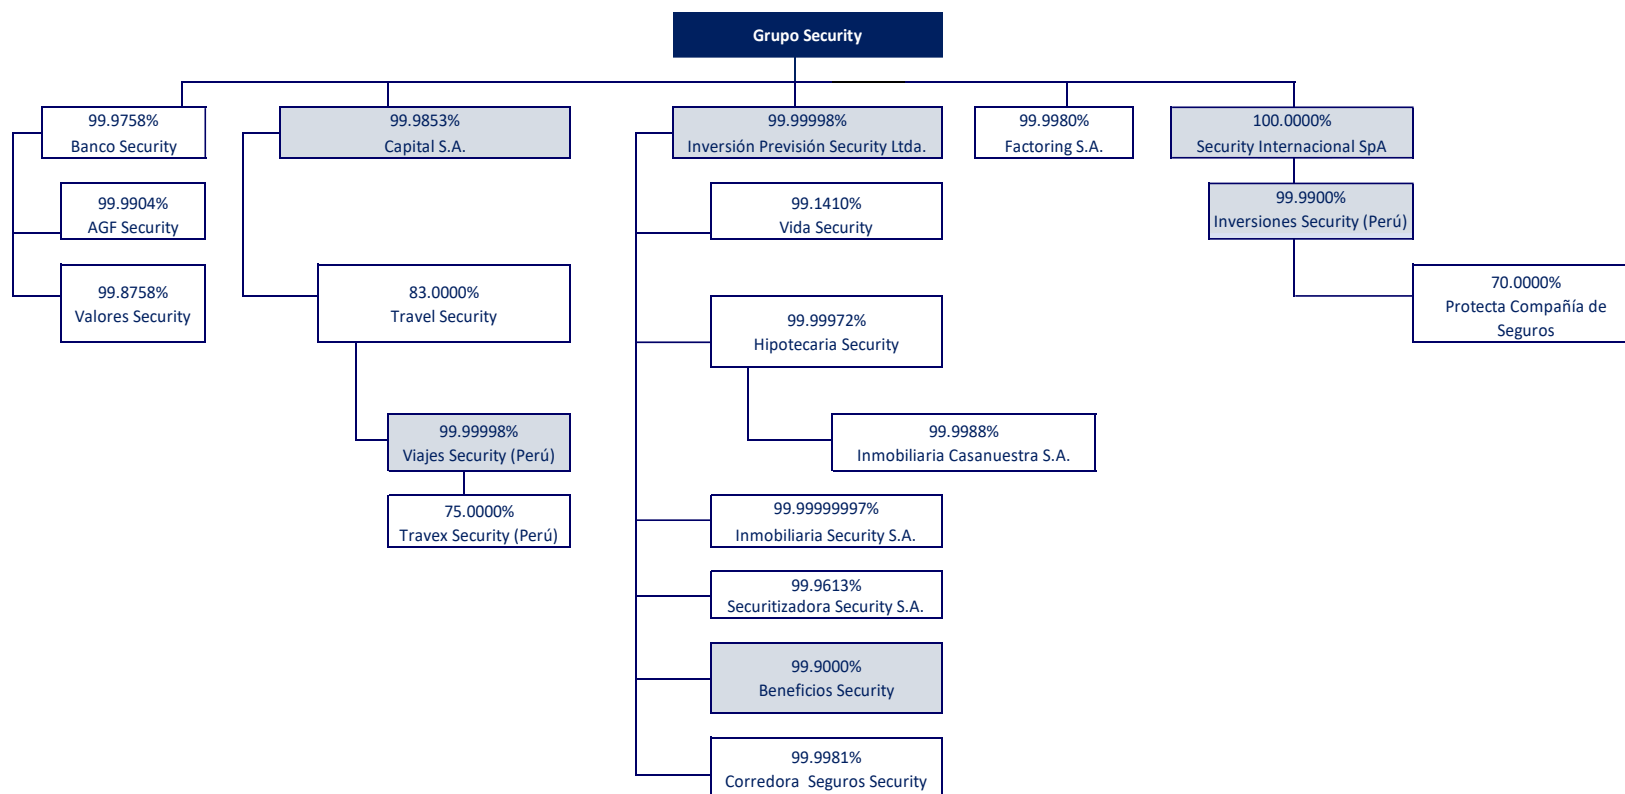 Grupo Security
99.9758%
Banco Security
99.9853%
Capital S.A.
99.99998%
Inversión Previsión Security Ltda.
99.9980%
Factoring S.A.
100.0000%
Security Internacional SpA
99.9904%
AGF Security
99.1410%
Vida Security
99.9900%
Inversiones Security (Perú)
99.8758%
Valores Security
83.0000%
Travel Security
99.99972%
Hipotecaria Security
70.0000%
Protecta Compañía de
Seguros
99.99998%
Viajes Security (Perú)
99.9988%
Inmobiliaria Casanuestra S.A.
75.0000%
Travex Security (Perú)
99.99999997%
Inmobiliaria Security S.A.
99.9613%
Securitizadora Security S.A.
99.9000%
Beneficios Security
99.9981%
Corredora  Seguros Security